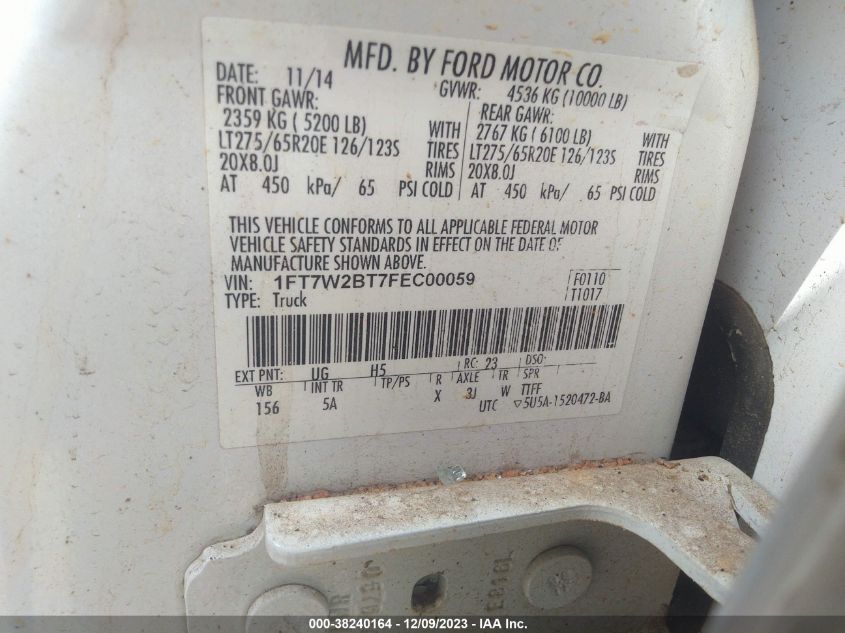 MFD. BY FORD MOTOR CO.
DATE: 11/14 GVWR: 4536 KG (10000 LB)
FRONT GAWR: REAR GAWR:
2359 KG ( 5200 LB) WITH 2767 KG ( 6100 LB) WITH
LT275/65R20E 126/123S TIRES LT275/65R20E 126/123S TIRES
20X8.0J RIMS 20X8.0J RIMS
AT 450 kPa/ 65 PSI COLD AT 450 kPa/ 65 PSI COLD
THIS VEHICLE CONFORMS TO ALL APPLICABLE FEDERAL MOTOR
VEHICLE SAFETY STANDARDS IN EFFECT ON THE DATE OF
MANUFACTURE SHOWN ABOVE.
VIN: 1FT7W2BT7FEC00059 F0110
TYPE: Truck T1017
EXT PNT: UG H5 RC: 23 DSO:
WB INT TR TP/PS R AXLE TR SPR
156 5A X 3J W TTFF
UTC ▽5U5A-1520472-BA
000-38240164 - 12/09/2023 - IAA Inc.